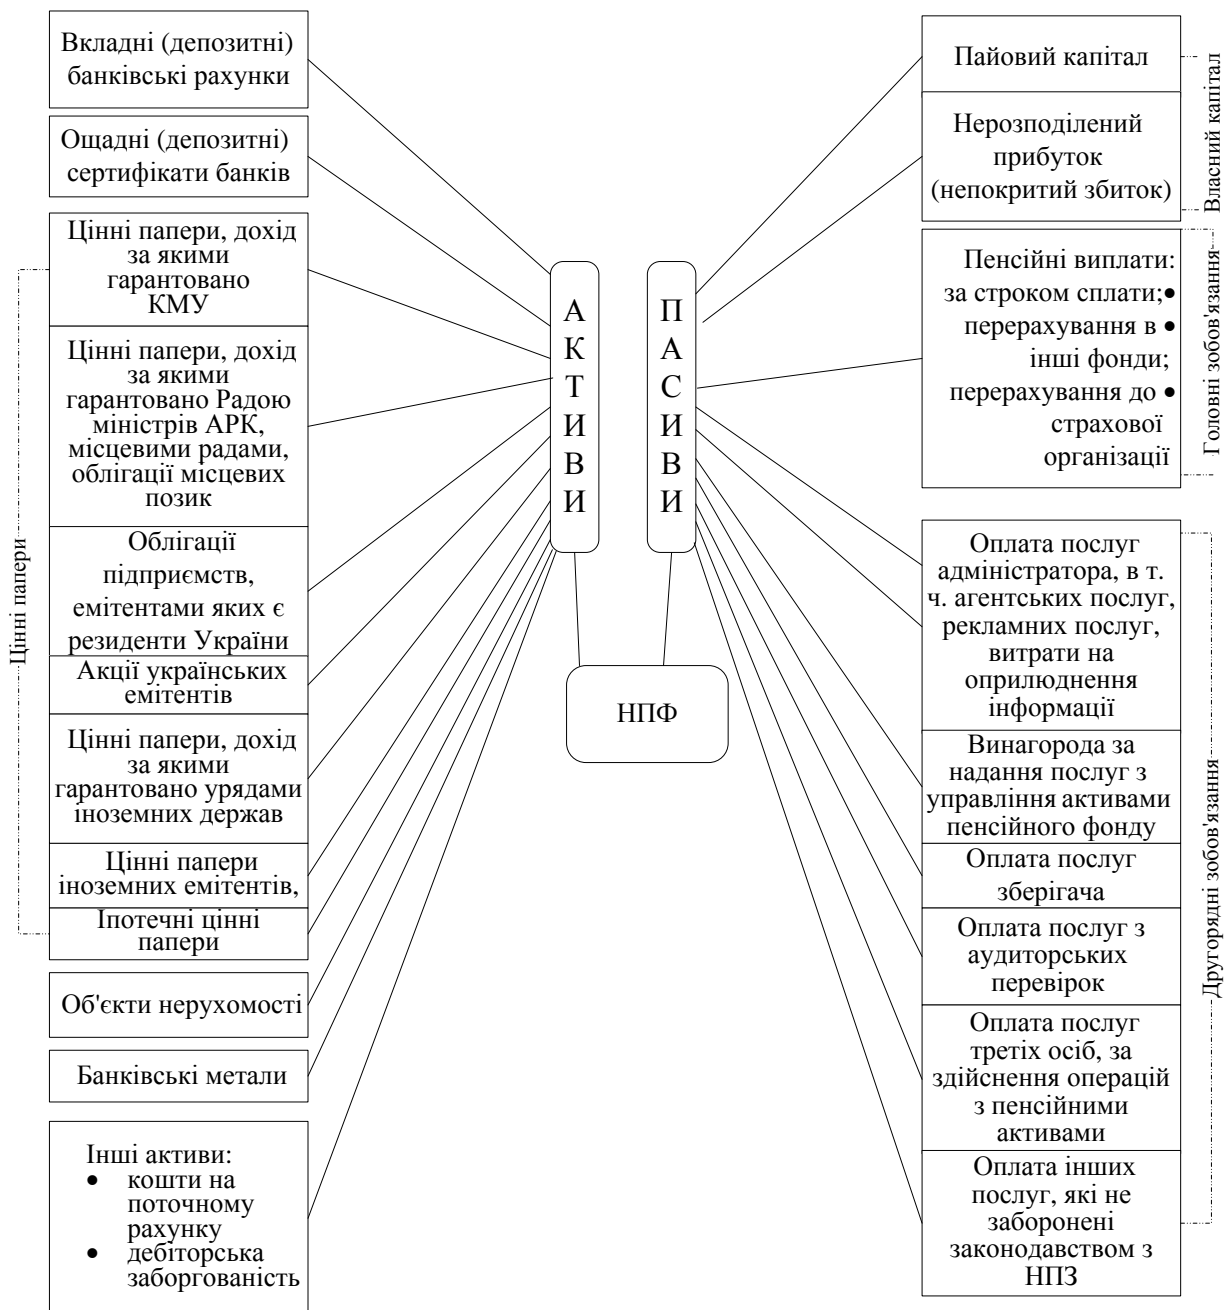 Вкладні (депозитні)
банківські рахунки
Ощадні (депозитні)
сертифікати банків
Цінні папери
Цінні папери, дохід
за якими
гарантовано
КМУ
Цінні папери, дохід
за якими
гарантовано Радою
міністрів АРК,
місцевими радами,
облігації місцевих
позик
Облігації
підприємств,
емітентами яких є
резиденти України
Акції українських
емітентів
Цінні папери, дохід
за якими
гарантовано урядами
іноземних держав
Цінні папери
іноземних емітентів,
Іпотечні цінні
папери
Об'єкти нерухомості
Банківські метали
Інші активи:
• кошти на
поточному
рахунку
• дебіторська
заборгованість
АКТИВИ
ПАСИВИ
НПФ
Пайовий капітал
Нерозподілений
прибуток
(непокритий збиток)
Власний капітал
Пенсійні виплати:
за строком сплати;•
перерахування в •
інші фонди;
перерахування до •
страхової
організації
Головні зобов'язання
Оплата послуг
адміністратора, в т.
ч. агентських послуг,
рекламних послуг,
витрати на
оприлюднення
інформації
Винагорода за
надання послуг з
управління активами
пенсійного фонду
Оплата послуг
зберігача
Оплата послуг з
аудиторських
перевірок
Оплата послуг
третіх осіб, за
здійснення операцій
з пенсійними
активами
Оплата інших
послуг, які не
заборонені
законодавством з
НПЗ
Другорядні зобов'язання